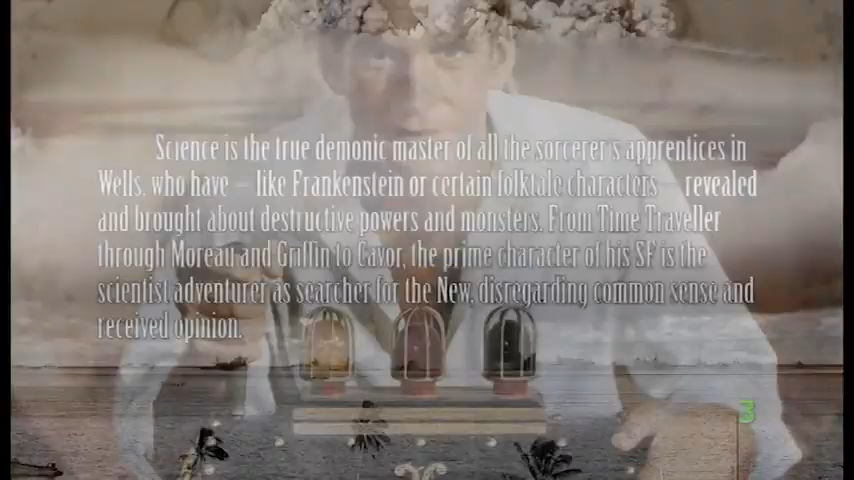 Science is the true demonic master of all the sorcerer's apprentices in
Wells, who have – like Frankenstein or certain folktale characters – revealed
and brought about destructive powers and monsters. From Time Traveller
through Moreau and Griffin to Cavor, the prime character of his SF is the
scientist adventurer as searcher for the New, disregarding common sense and
received opinion.
3